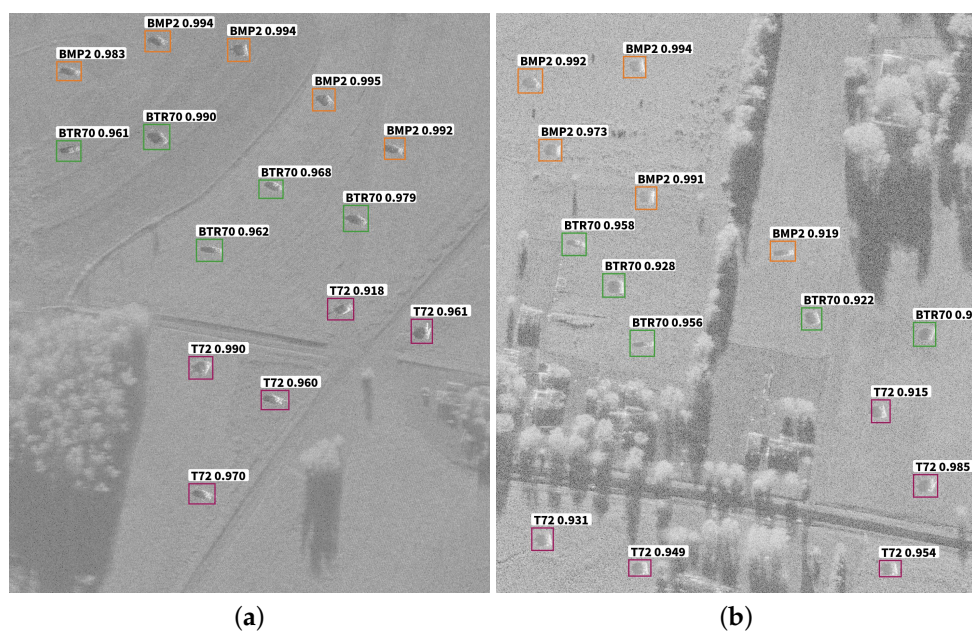 BMP2 0.994
BMP2 0.994
BMP2 0.983
BMP2 0.995
BTR70 0.990
BTR70 0.961
BMP2 0.992
BTR70 0.968
BTR70 0.979
BTR70 0.962
T72 0.918
T72 0.961
T72 0.990
T72 0.960
T72 0.970
(a)
BMP2 0.994
BMP2 0.992
BMP2 0.973
BMP2 0.991
BTR70 0.958
BMP2 0.919
BTR70 0.928
BTR70 0.922
BTR70 0.9
BTR70 0.956
T72 0.915
T72 0.985
T72 0.931
T72 0.949
T72 0.954
(b)